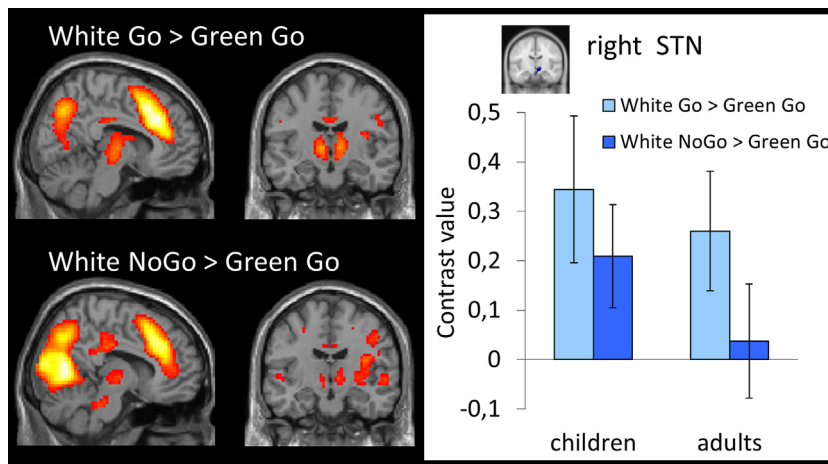 White Go > Green Go
White NoGo > Green Go
right STN
White Go > Green Go
White NoGo > Green Go
Contrast value
0,5
0,4
0,3
0,2
0,1
0
-0,1
children adults